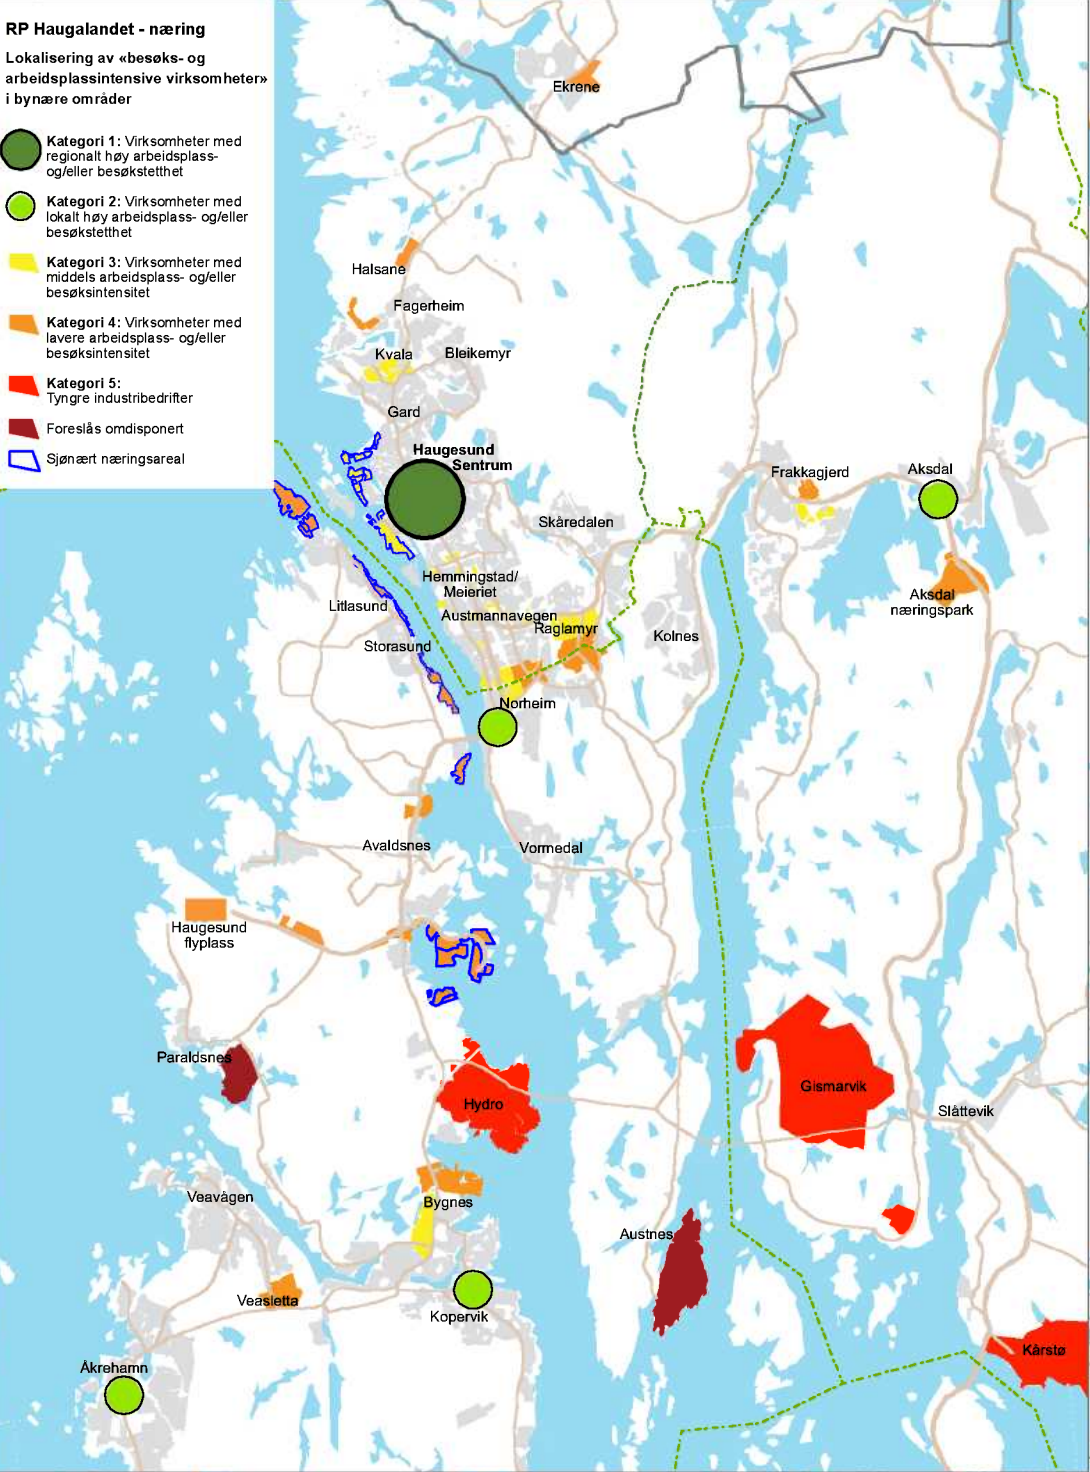 RP Haugalandet - næring
Lokalisering av «besøks- og
arbeidsplassintensive virksomheter»
i bynære områder
Kategori 1: Virksomheter med
regionalt høy arbeidsplass-
og/eller besøkstetthet
Kategori 2: Virksomheter med
lokalt høy arbeidsplass- og/eller
besøkstetthet
Kategori 3: Virksomheter med
middels arbeidsplass- og/eller
besøksintensitet
Kategori 4: Virksomheter med
lavere arbeidsplass- og/eller
besøksintensitet
Kategori 5:
Tyngre industribedrifter
Foreslås omdisponert
Sjønært næringsareal
Ekrene
Halsane
Fagerheim
Kvala
Bleikemyr
Gard
Haugesund
Sentrum
Frakkagjerd
Aksdal
Skåredalen
Hemmingstad/
Meieriet
Aksdal
næringspark
Litlasund
Austmannavegen
Raglamyr
Kolnes
Storasund
Norheim
Avaldsnes
Vormedal
Haugesund
flyplass
Paraldsnes
Gismarvik
Hydro
Slåttevik
Veavågen
Bygnes
Austnes
Veasletta
Kopervik
Kårstø
Åkrehamn